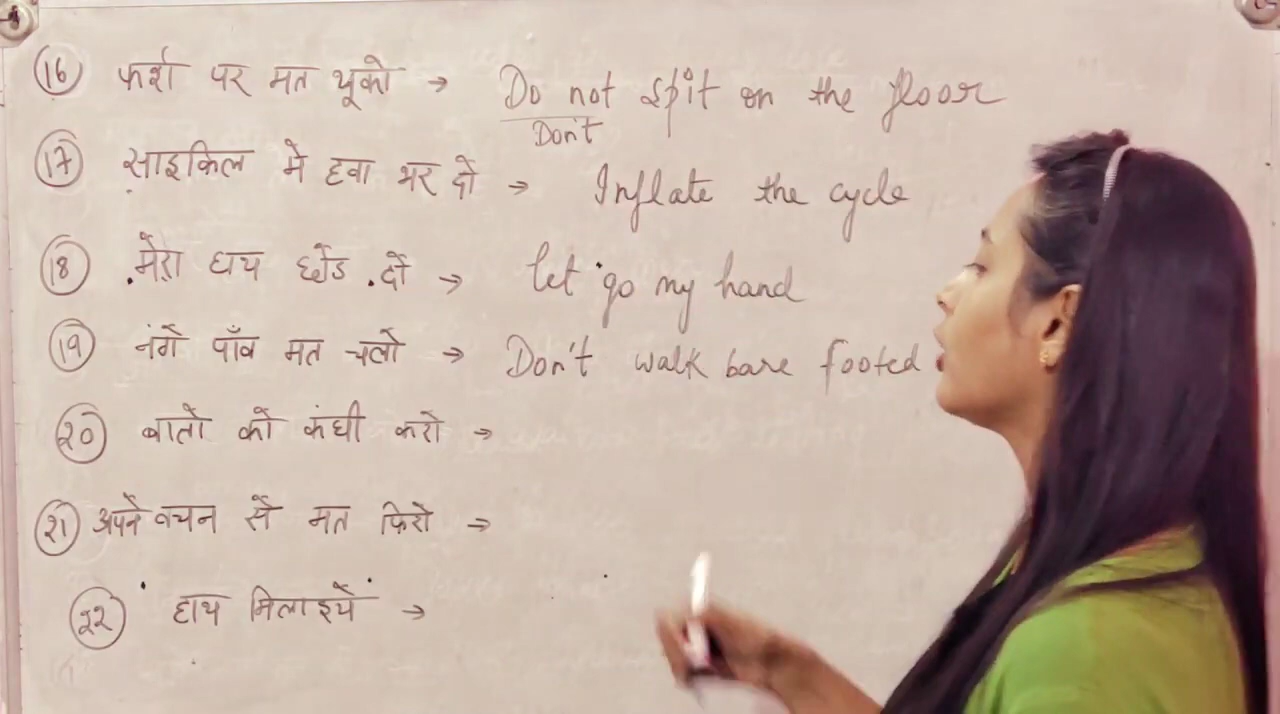 16 फर्श पर मत थूको → Do not spit on the floor
Don't
17 साइकिल मे हवा भर दो → Inflate the cycle
18 मेरा हाथ छोड दो → let go my hand
19 नंगे पाँव मत चलो → Don't walk bare footed
20 बालो को कंघी करो →
21 अपने वचन से मत फिरो →
22 हाथ मिलाइये →